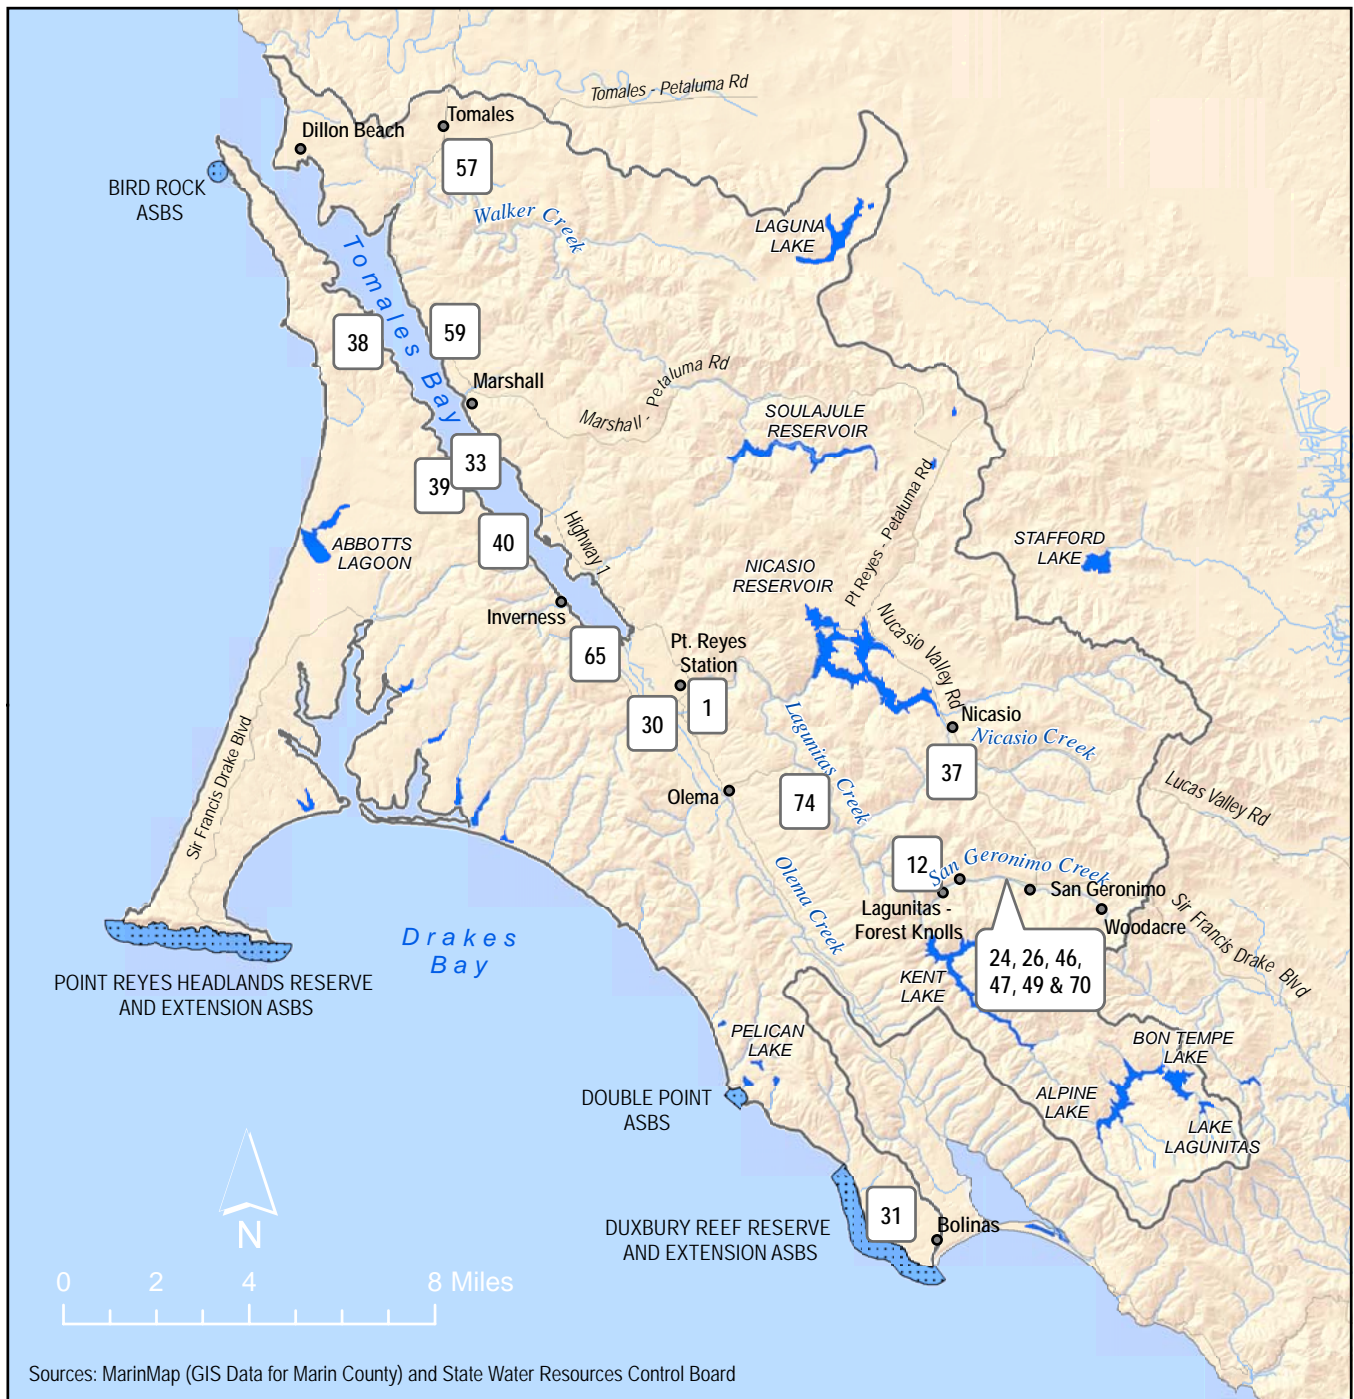 Tomales - Petaluma Rd
Tomales
Dillon Beach
57
BIRD ROCK
ASBS
Walker Creek
LAGUNA
LAKE
Tomales Bay
59
38
Marshall
Marshall - Petaluma Rd
SOULAJULE
RESERVOIR
33
39
Pt Reyes - Petaluma Rd
Highway 1
40
ABBOTTS
LAGOON
STAFFORD
LAKE
NICASIO
RESERVOIR
Inverness
Nucasio Valley Rd
65
Pt. Reyes
Station
1
30
Nicasio
Nicasio Creek
Lagunitas Creek
37
Sir Francis Drake Blvd
Olema
74
Lucas Valley Rd
12
San Geronimo Creek
San Geronimo
Olema Creek
Lagunitas -
Forest Knolls
Woodacre
Sir Francis Drake Blvd
Drakes
Bay
24, 26, 46,
47, 49 & 70
KENT
LAKE
POINT REYES HEADLANDS RESERVE
AND EXTENSION ASBS
PELICAN
LAKE
BON TEMPE
LAKE
DOUBLE POINT
ASBS
ALPINE
LAKE
LAKE
LAGUNITAS
N
31
Bolinas
DUXBURY REEF RESERVE
AND EXTENSION ASBS
0 2 4 8 Miles
Sources: MarinMap (GIS Data for Marin County) and State Water Resources Control Board